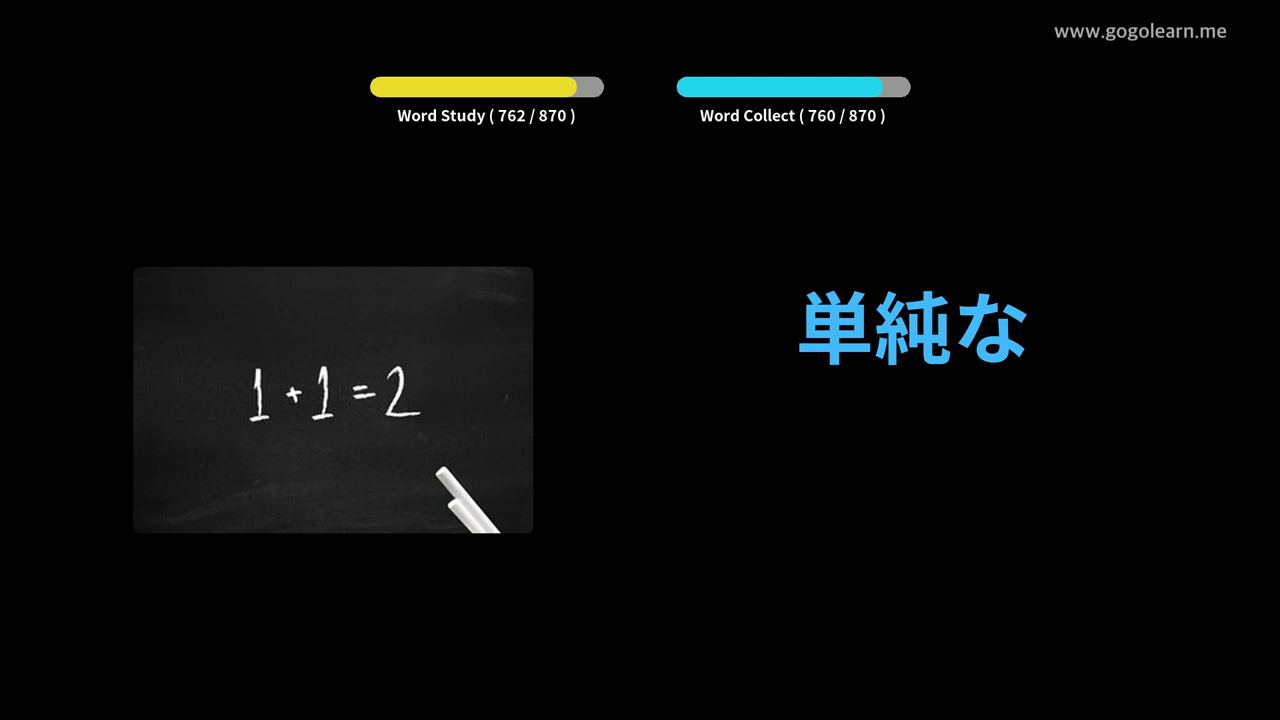 www.gogolearn.me
Word Study ( 762 / 870 )
Word Collect ( 760 / 870 )
1 + 1 = 2
単純な